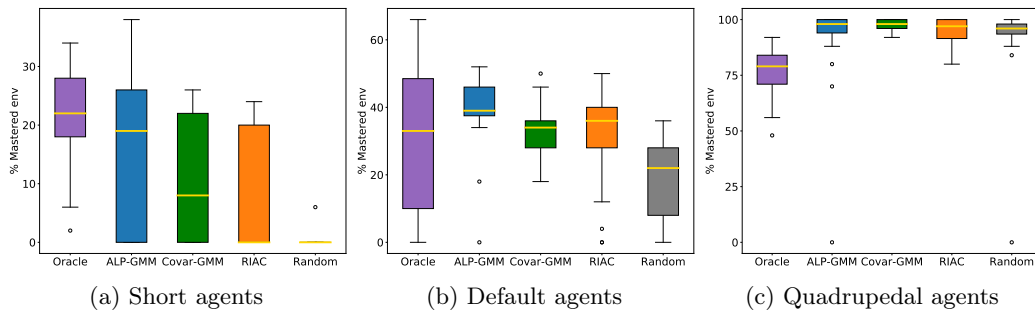 % Mastered env
30
20
10
0
Oracle ALP-GMM Covar-GMM RIAC Random
(a) Short agents
% Mastered env
60
40
20
0
Oracle ALP-GMM Covar-GMM RIAC Random
(b) Default agents
% Mastered env
100
75
50
25
0
Oracle ALP-GMM Covar-GMM RIAC Random
(c) Quadrupedal agents